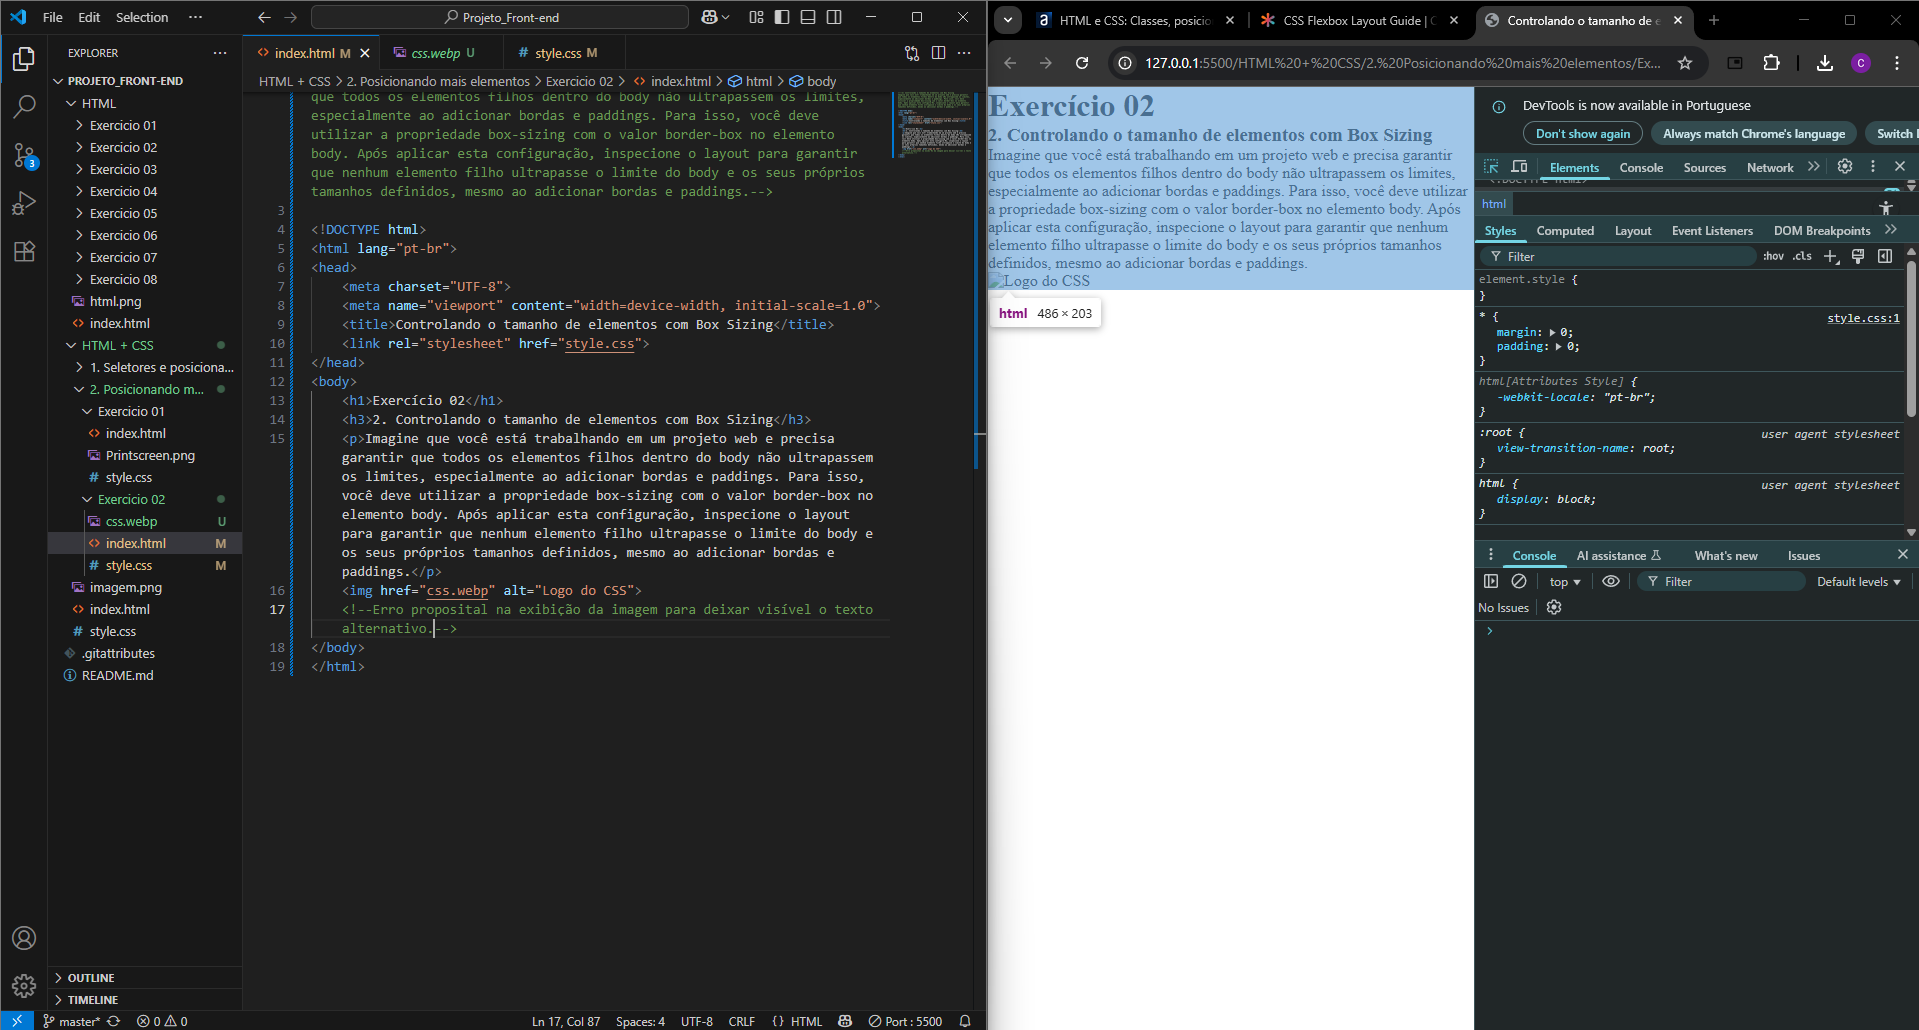 File Edit Selection ···
Projeto_Front-end
EXPLORER
PROJETO_FRONT-END
HTML
Exercicio 01
Exercicio 02
Exercicio 03
Exercicio 04
Exercicio 05
Exercicio 06
Exercicio 07
Exercicio 08
html.png
index.html
HTML + CSS
1. Seletores e posiciona...
2. Posicionando m...
Exercicio 01
index.html
Printscreen.png
style.css
Exercicio 02
css.webp U
index.html M
style.css M
imagem.png
index.html
style.css
.gitattributes
README.md
OUTLINE
TIMELINE
3
index.html M
css.webp U
style.css M
HTML + CSS > 2. Posicionando mais elementos > Exercicio 02 > index.html > html > body
que todos os elementos filhos dentro do body não ultrapassem os limites,
especialmente ao adicionar bordas e paddings. Para isso, você deve
utilizar a propriedade box-sizing com o valor border-box no elemento
body. Após aplicar esta configuração, inspecione o layout para garantir
que nenhum elemento filho ultrapasse o limite do body e os seus próprios
tamanhos definidos, mesmo ao adicionar bordas e paddings.-->
3
4 <!DOCTYPE html>
5 <html lang="pt-br">
6 <head>
7 <meta charset="UTF-8">
8 <meta name="viewport" content="width=device-width, initial-scale=1.0">
9 <title>Controlando o tamanho de elementos com Box Sizing</title>
10 <link rel="stylesheet" href="style.css">
11 </head>
12 <body>
13 <h1>Exercício 02</h1>
14 <h3>2. Controlando o tamanho de elementos com Box Sizing</h3>
15 <p>Imagine que você está trabalhando em um projeto web e precisa
garantir que todos os elementos filhos dentro do body não ultrapassem
os limites, especialmente ao adicionar bordas e paddings. Para isso,
você deve utilizar a propriedade box-sizing com o valor border-box no
elemento body. Após aplicar esta configuração, inspecione o layout
para garantir que nenhum elemento filho ultrapasse o limite do body e
os seus próprios tamanhos definidos, mesmo ao adicionar bordas e
paddings.</p>
16 <img href="css.webp" alt="Logo do CSS">
17 <!--Erro proposital na exibição da imagem para deixar visível o texto
alternativo.-->
18 </body>
19 </html>
master* 0 0
Ln 17, Col 87 Spaces: 4 UTF-8 CRLF {} HTML Port : 5500
HTML e CSS: Classes, posicio
CSS Flexbox Layout Guide | C
Controlando o tamanho de e
127.0.0.1:5500/HTML%20+%20CSS/2.%20Posicionando%20mais%20elementos/Ex...
C
Exercício 02
2. Controlando o tamanho de elementos com Box Sizing
Imagine que você está trabalhando em um projeto web e precisa garantir
que todos os elementos filhos dentro do body não ultrapassem os limites,
especialmente ao adicionar bordas e paddings. Para isso, você deve utilizar
a propriedade box-sizing com o valor border-box no elemento body. Após
aplicar esta configuração, inspecione o layout para garantir que nenhum
elemento filho ultrapasse o limite do body e os seus próprios tamanhos
definidos, mesmo ao adicionar bordas e paddings.
Logo do CSS
html 486 × 203
DevTools is now available in Portuguese
Don't show again
Always match Chrome's language
Switch
Elements Console Sources Network
html
Styles Computed Layout Event Listeners DOM Breakpoints
Filter :hov .cls
element.style {
}
* { style.css:1
margin: 0;
padding: 0;
}
html[Attributes Style] {
-webkit-locale: "pt-br";
}
:root { user agent stylesheet
view-transition-name: root;
}
html { user agent stylesheet
display: block;
}
Console AI assistance What's new Issues
top Filter Default levels
No Issues